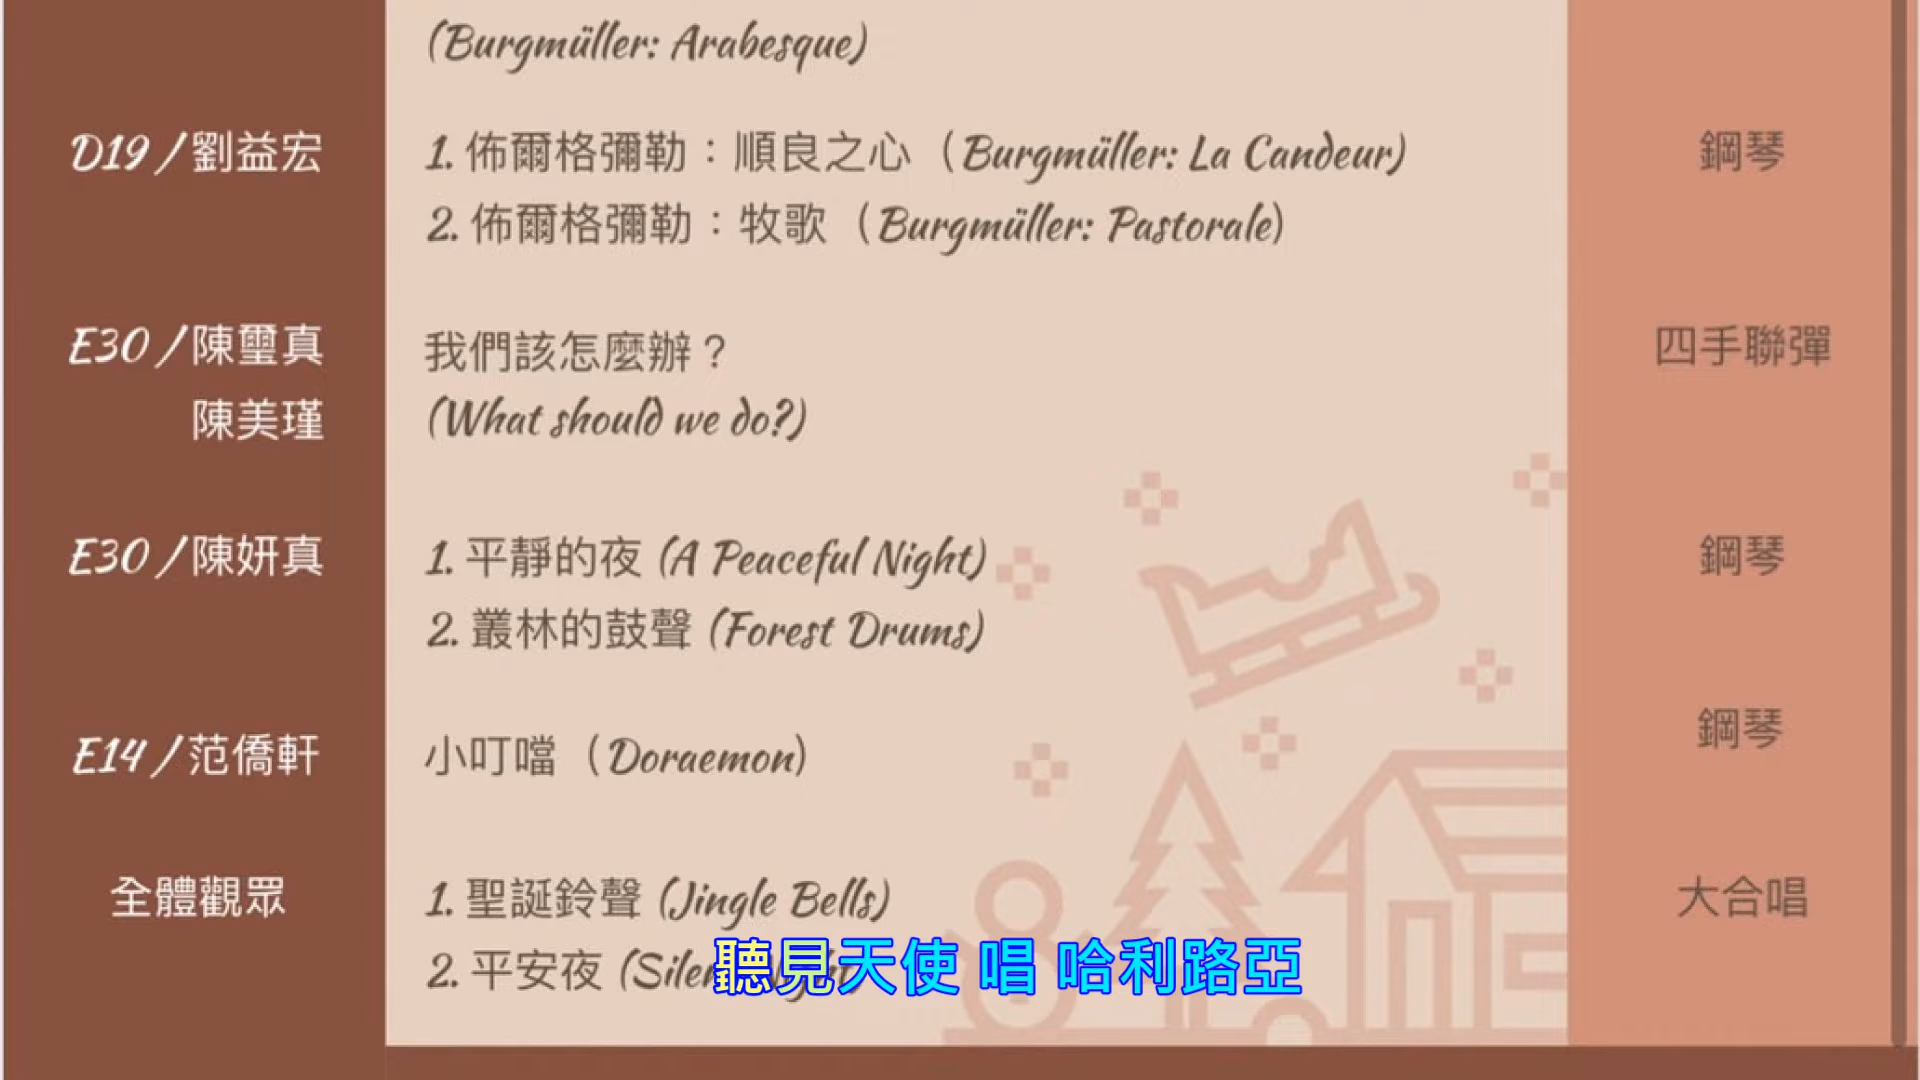 (Burgmüller: Arabesque)
D19 / 劉益宏
1. 佈爾格彌勒：順良之心（Burgmüller: La Candeur)
鋼琴
2. 佈爾格彌勒：牧歌（Burgmüller: Pastorale)
E30 / 陳璽真
我們該怎麼辦？
四手聯彈
陳美瑾
(What should we do?)
E30 / 陳妍真
1. 平靜的夜 (A Peaceful Night)
鋼琴
2. 叢林的鼓聲 (Forest Drums)
E14 / 范僑軒
小叮噹（Doraemon)
鋼琴
全體觀眾
1. 聖誕鈴聲 (Jingle Bells)
大合唱
2. 平安夜 (Silent Night)
聽見天使 唱 哈利路亞